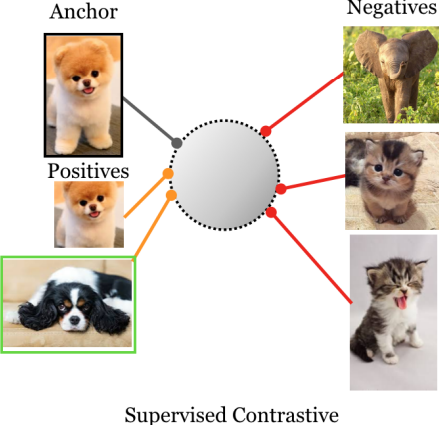 Anchor
Negatives
Positives
Supervised Contrastive